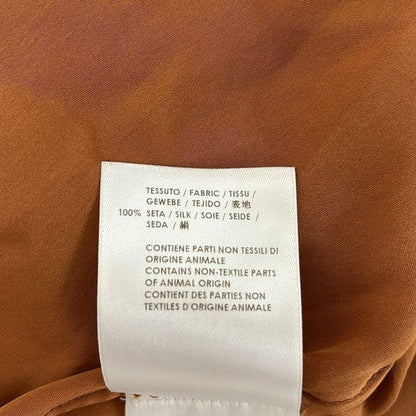 TESSUTO / FABRIC / TISSU /
GEWEBE / TEJIDO / 表地
100% SETA / SILK / SOIE / SEIDE /
SEDA / 絹
CONTIENE PARTI NON TESSILI DI
ORIGINE ANIMALE
CONTAINS NON-TEXTILE PARTS
OF ANIMAL ORIGIN
CONTIENT DES PARTIES NON
TEXTILES D'ORIGINE ANIMALE